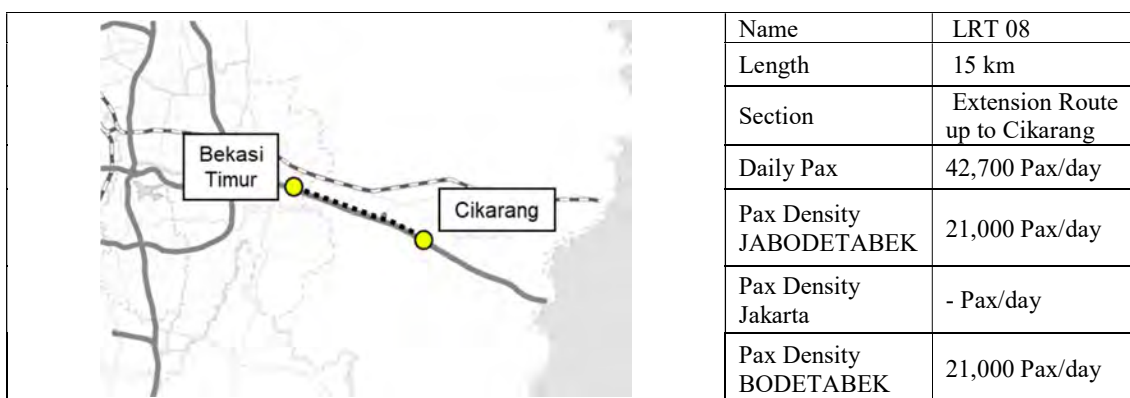 Bekasi
Timur
Cikarang
Name LRT 08
Length 15 km
Section Extension Route
up to Cikarang
Daily Pax 42,700 Pax/day
Pax Density
JABODETABEK 21,000 Pax/day
Pax Density
Jakarta - Pax/day
Pax Density
BODETABEK 21,000 Pax/day